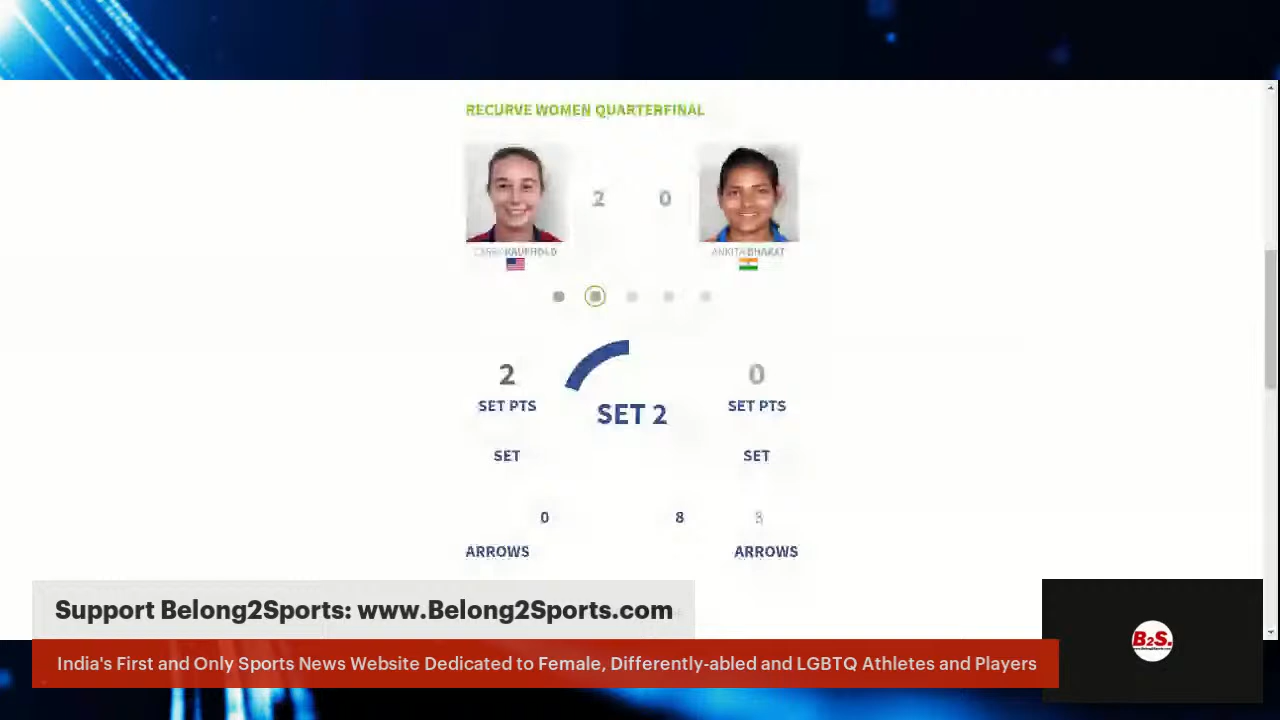 RECURVE WOMEN QUARTERFINAL
2 0
KAUFHOLD
ANKITA BHAKAT
2
0
SET PTS
SET 2
SET PTS
SET
SET
0
8
ARROWS
ARROWS
Support Belong2Sports: www.Belong2Sports.com
India's First and Only Sports News Website Dedicated to Female, Differently-abled and LGBTQ Athletes and Players
B2S.